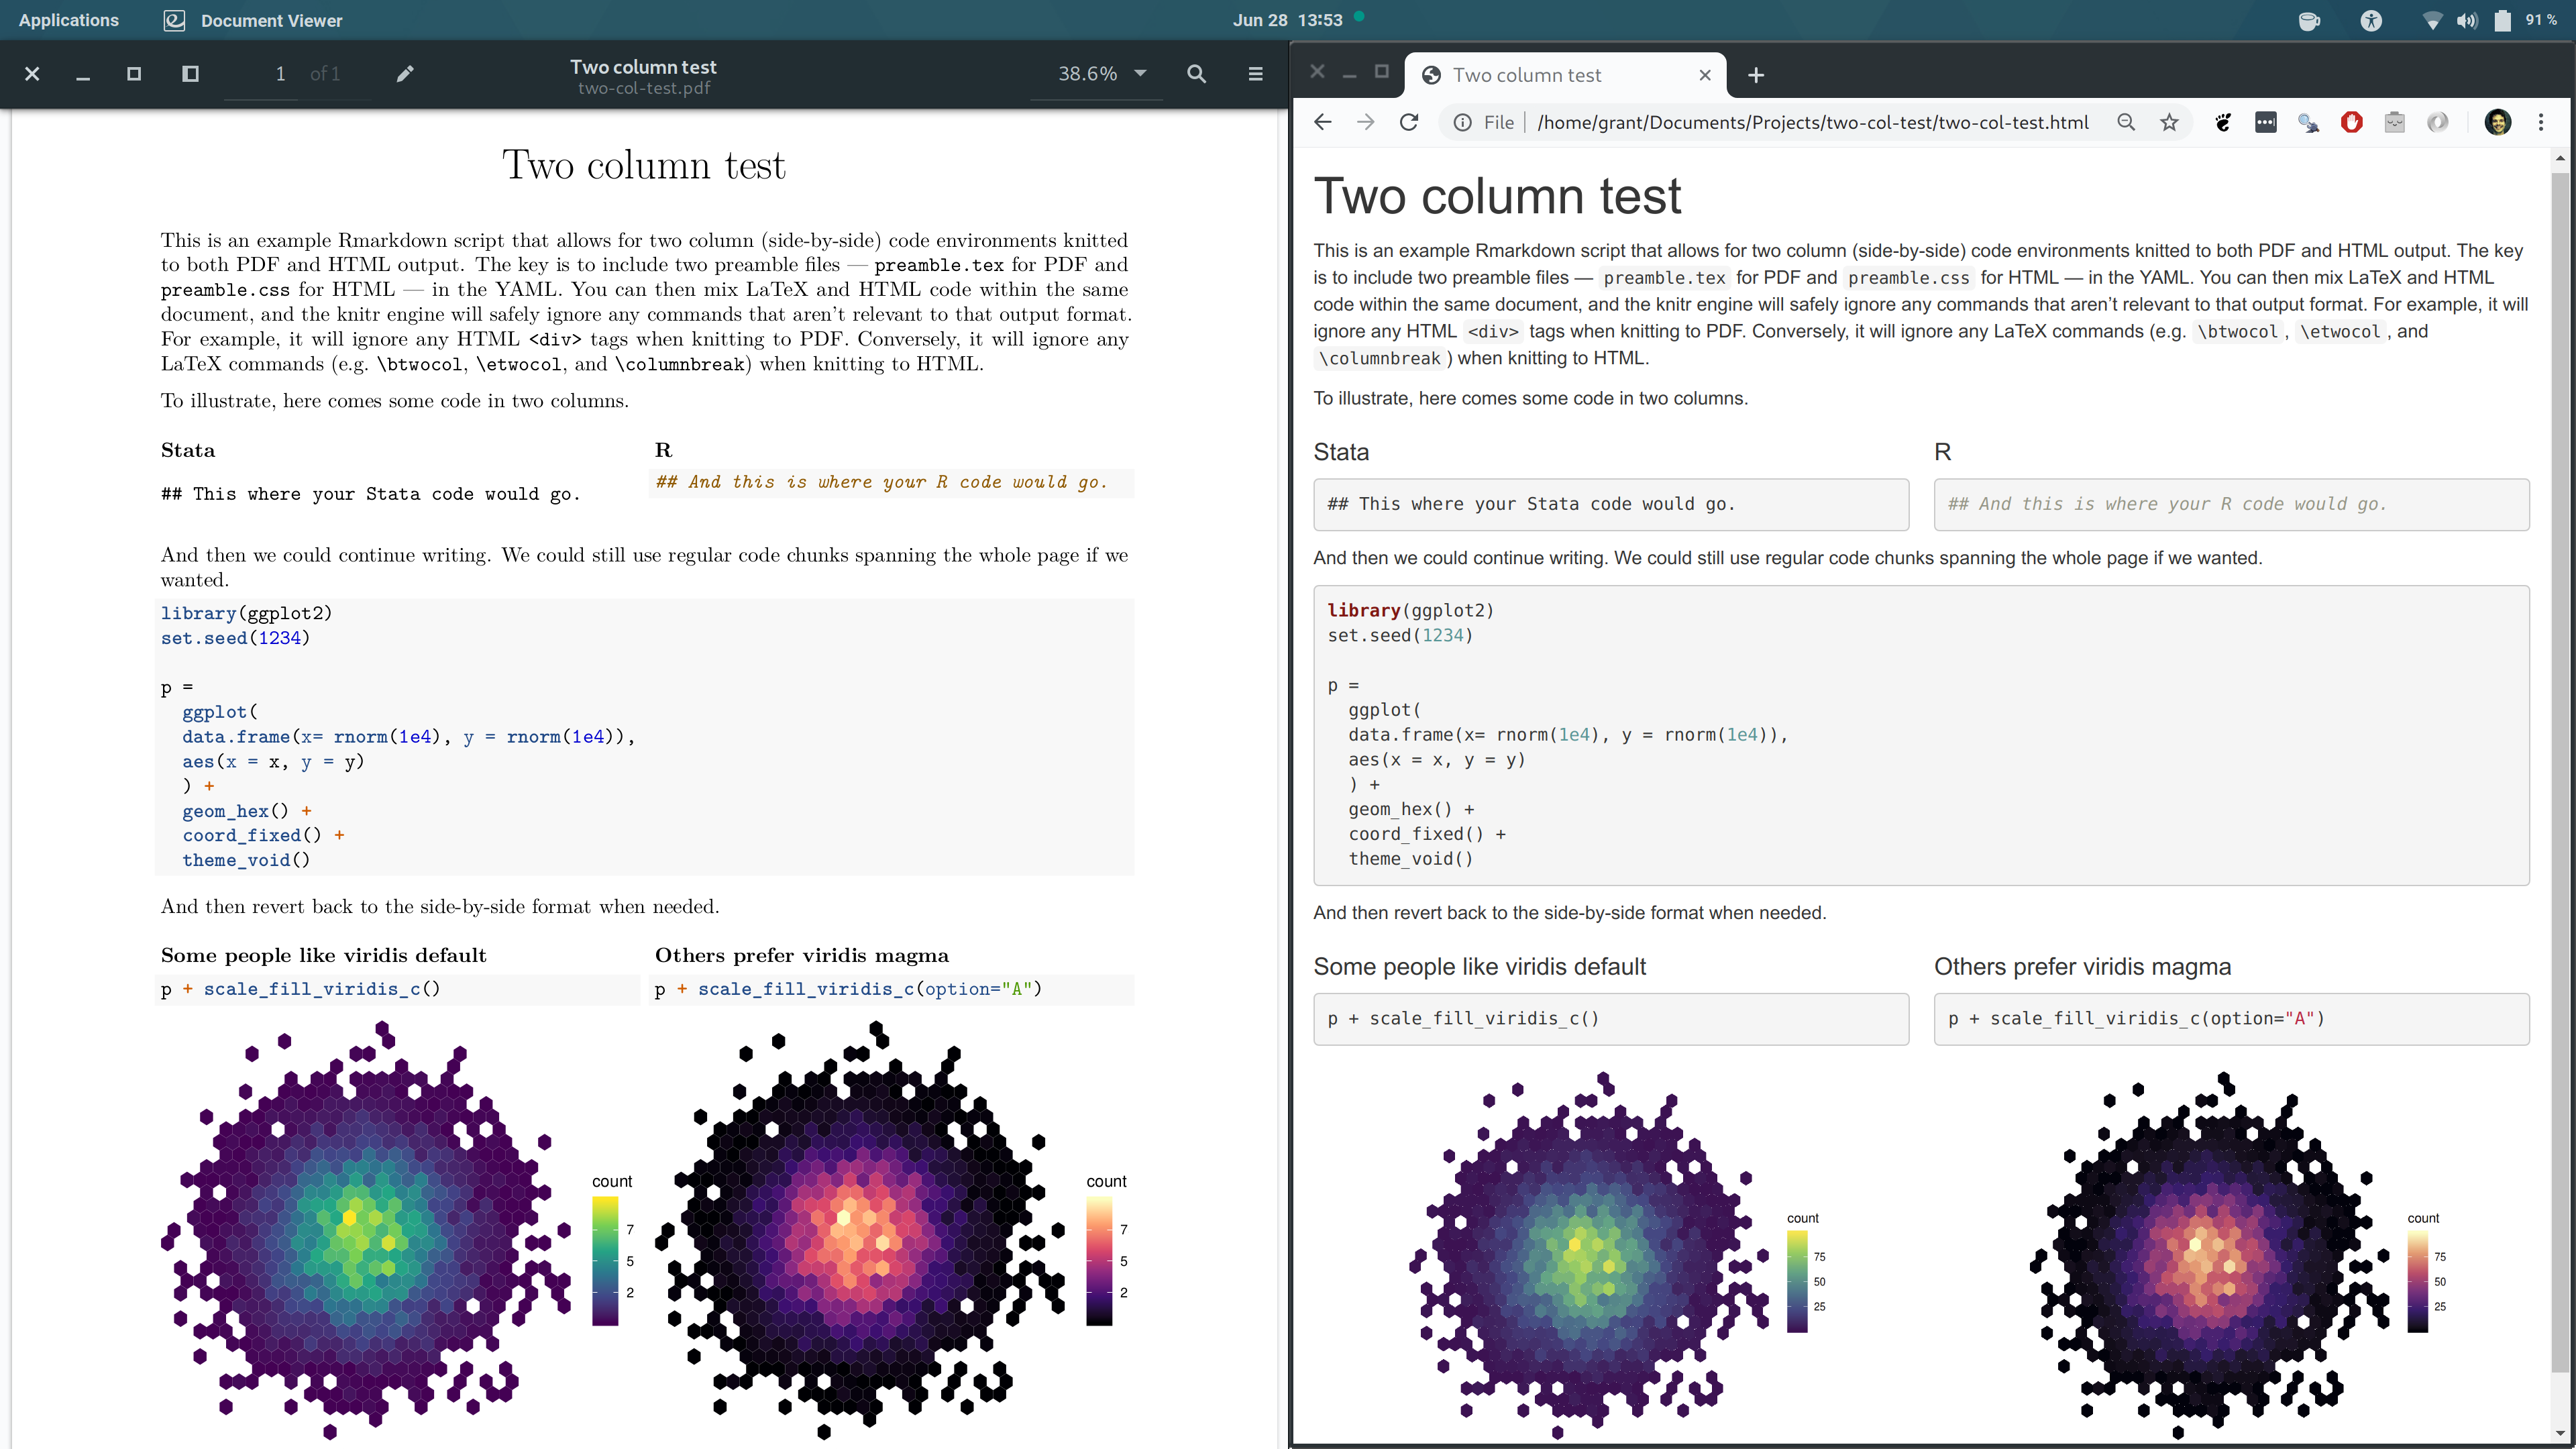 Applications
Document Viewer
Jun 28 13:53
91 %
1 of 1
Two column test
two-col-test.pdf
38.6%
Two column test
This is an example Rmarkdown script that allows for two column (side-by-side) code environments knitted
to both PDF and HTML output. The key is to include two preamble files — preamble.tex for PDF and
preamble.css for HTML — in the YAML. You can then mix LaTeX and HTML code within the same
document, and the knitr engine will safely ignore any commands that aren't relevant to that output format.
For example, it will ignore any HTML <div> tags when knitting to PDF. Conversely, it will ignore any
LaTeX commands (e.g. \btwocol, \etwocol, and \columnbreak) when knitting to HTML.
To illustrate, here comes some code in two columns.
Stata
## This where your Stata code would go.
R
## And this is where your R code would go.
And then we could continue writing. We could still use regular code chunks spanning the whole page if we
wanted.
library(ggplot2)
set.seed(1234)
p =
ggplot(
data.frame(x= rnorm(1e4), y = rnorm(1e4)),
aes(x = x, y = y)
) +
geom_hex() +
coord_fixed() +
theme_void()
And then revert back to the side-by-side format when needed.
Some people like viridis default
p + scale_fill_viridis_c()
count
7
5
2
Others prefer viridis magma
p + scale_fill_viridis_c(option="A")
count
7
5
2
Two column test
File /home/grant/Documents/Projects/two-col-test/two-col-test.html
Two column test
This is an example Rmarkdown script that allows for two column (side-by-side) code environments knitted to both PDF and HTML output. The key
is to include two preamble files — preamble.tex for PDF and preamble.css for HTML — in the YAML. You can then mix LaTeX and HTML
code within the same document, and the knitr engine will safely ignore any commands that aren't relevant to that output format. For example, it will
ignore any HTML <div> tags when knitting to PDF. Conversely, it will ignore any LaTeX commands (e.g. \btwocol, \etwocol, and
\columnbreak) when knitting to HTML.
To illustrate, here comes some code in two columns.
Stata
## This where your Stata code would go.
R
## And this is where your R code would go.
And then we could continue writing. We could still use regular code chunks spanning the whole page if we wanted.
library(ggplot2)
set.seed(1234)
p =
ggplot(
data.frame(x= rnorm(1e4), y = rnorm(1e4)),
aes(x = x, y = y)
) +
geom_hex() +
coord_fixed() +
theme_void()
And then revert back to the side-by-side format when needed.
Some people like viridis default
p + scale_fill_viridis_c()
count
75
50
25
Others prefer viridis magma
p + scale_fill_viridis_c(option="A")
count
75
50
25